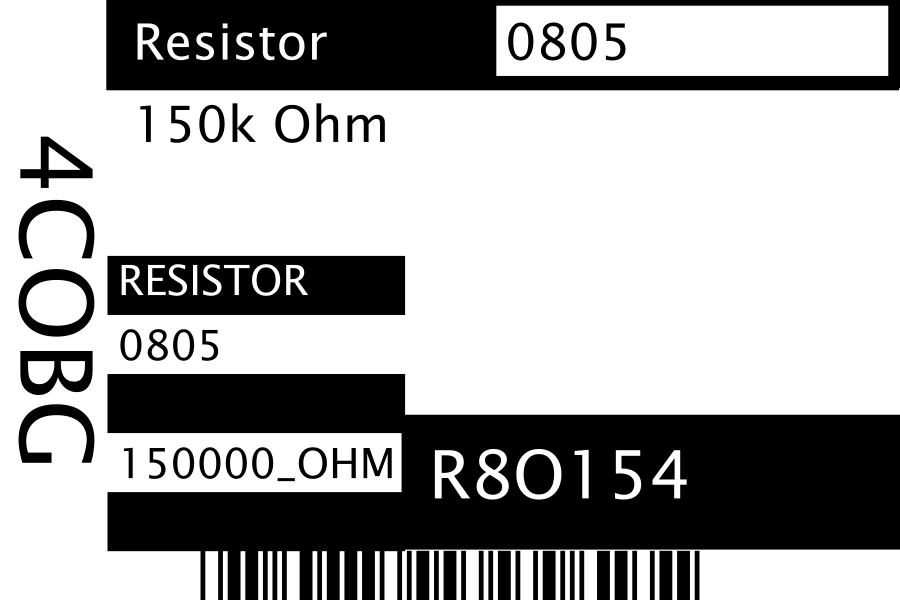 Resistor
0805
150k Ohm
4COBG
RESISTOR
0805
150000_OHM
R8O154